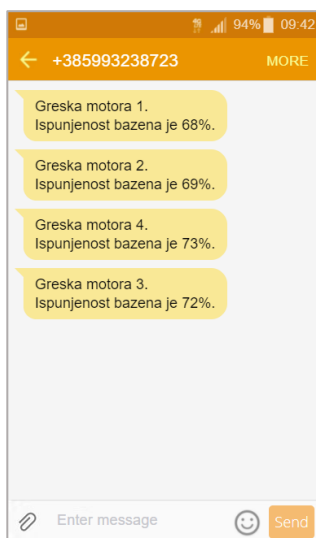 94% 09:42
+385993238723 MORE
Greska motora 1.
Ispunjenost bazena je 68%.
Greska motora 2.
Ispunjenost bazena je 69%.
Greska motora 4.
Ispunjenost bazena je 73%.
Greska motora 3.
Ispunjenost bazena je 72%.
Enter message Send